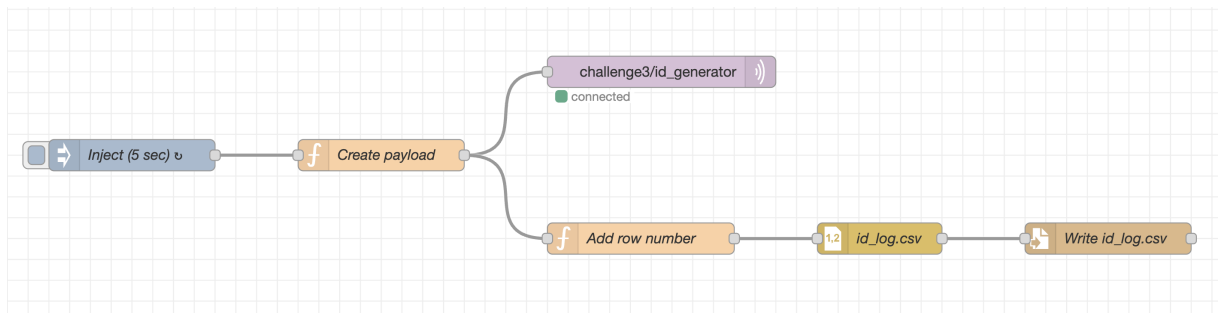 challenge3/id_generator
connected
Inject (5 sec) ↻
Create payload
Add row number
1,2
id_log.csv
Write id_log.csv